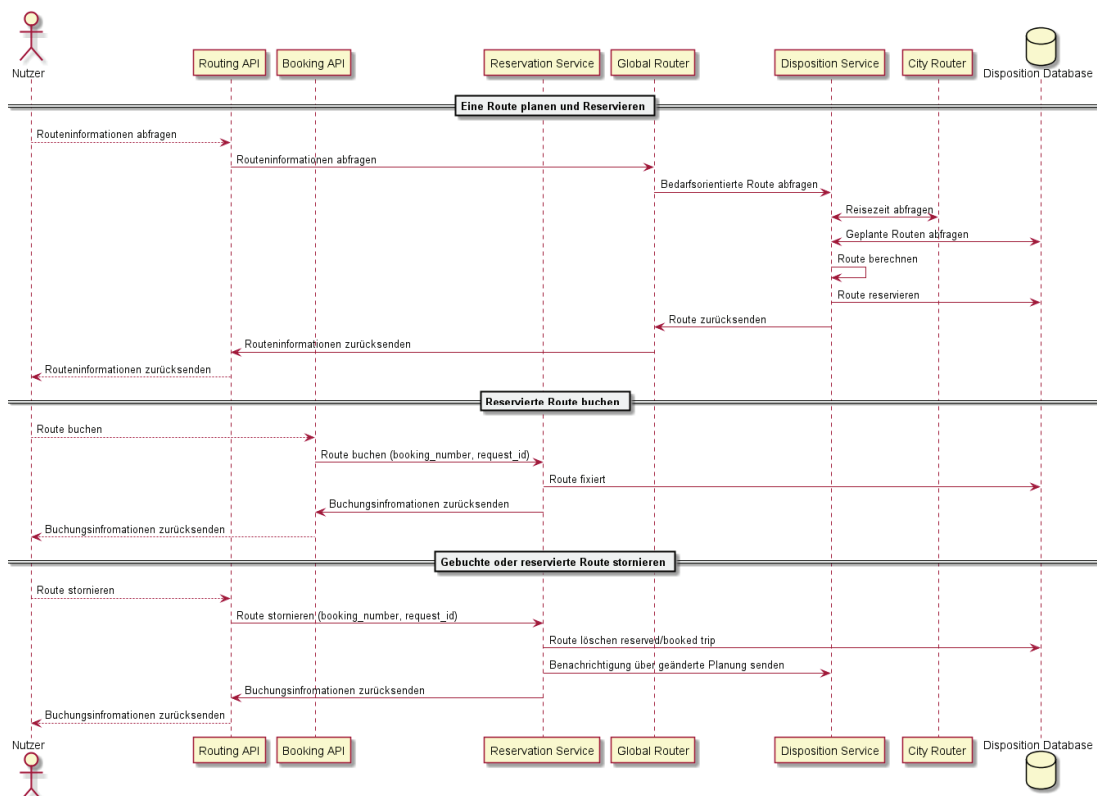 Nutzer
Routing API
Booking API
Reservation Service
Global Router
Disposition Service
City Router
Disposition Database
Eine Route planen und Reservieren
Routeninformationen abfragen
Routeninformationen abfragen
Bedarfsorientierte Route abfragen
Reisezeit abfragen
Geplante Routen abfragen
Route berechnen
Route reservieren
Route zurücksenden
Routeninformationen zurücksenden
Routeninformationen zurücksenden
Reservierte Route buchen
Route buchen
Route buchen (booking_number, request_id)
Route fixiert
Buchungsinfromationen zurücksenden
Buchungsinfromationen zurücksenden
Gebuchte oder reservierte Route stornieren
Route stornieren
Route stornieren (booking_number, request_id)
Route löschen reserved/booked trip
Benachrichtigung über geänderte Planung senden
Buchungsinfromationen zurücksenden
Buchungsinfromationen zurücksenden
Nutzer
Routing API
Booking API
Reservation Service
Global Router
Disposition Service
City Router
Disposition Database